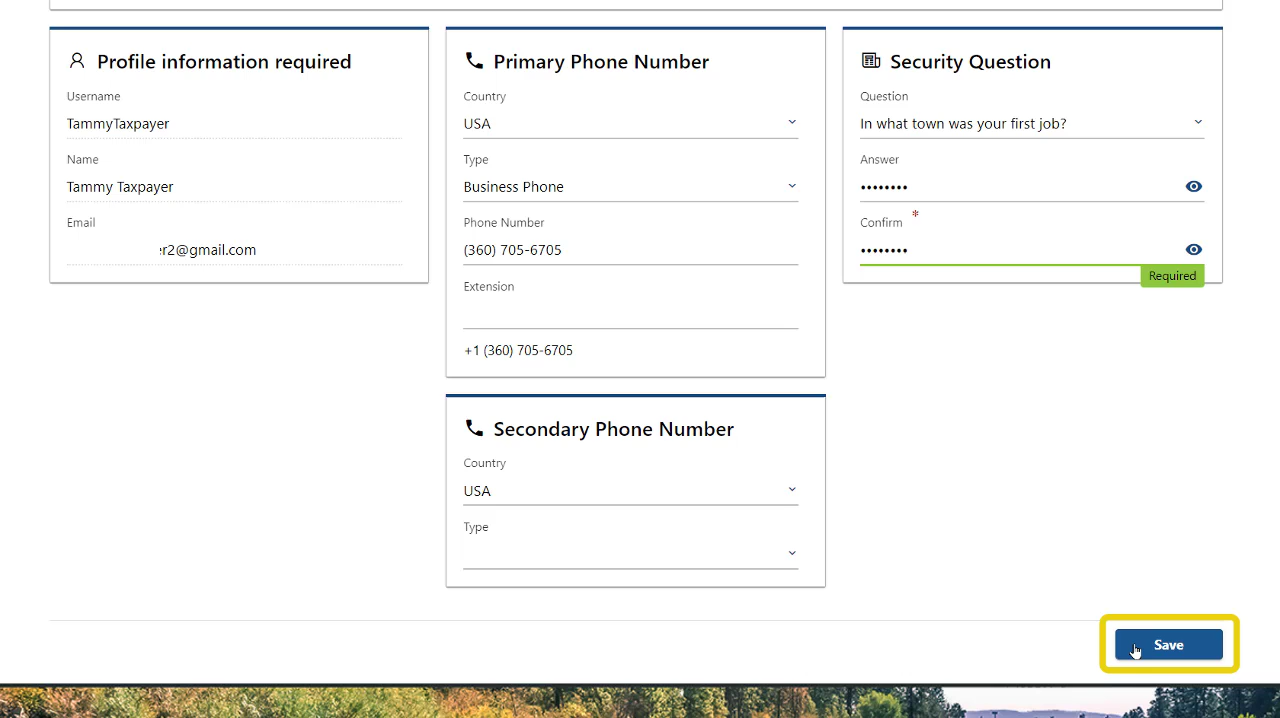 Profile information required
Username
TammyTaxpayer
Name
Tammy Taxpayer
Email
r2@gmail.com
Primary Phone Number
Country
USA
Type
Business Phone
Phone Number
(360) 705-6705
Extension
+1 (360) 705-6705
Secondary Phone Number
Country
USA
Type
Security Question
Question
In what town was your first job?
Answer
••••••••
Confirm *
••••••••
Required
Save